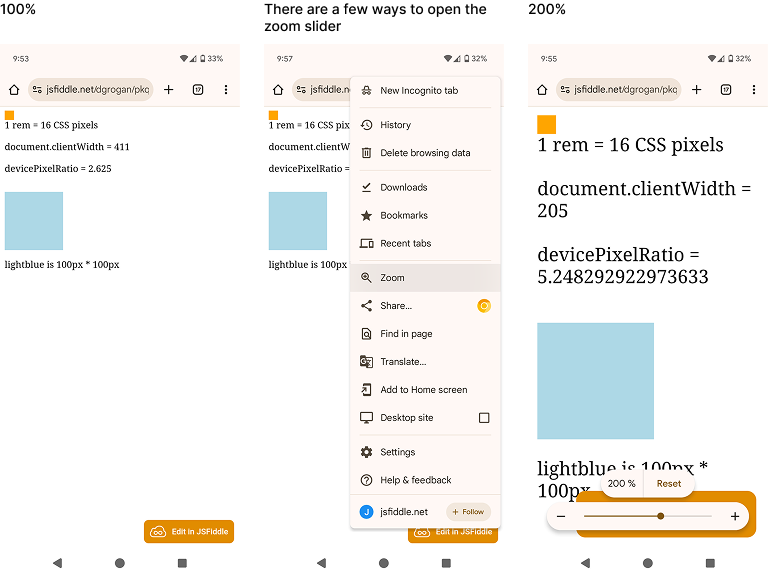 100%
9:53
33%
jsfiddle.net/dgrogan/pkq
17
1 rem = 16 CSS pixels
document.clientWidth = 411
devicePixelRatio = 2.625
lightblue is 100px * 100px
Edit in JSFiddle
There are a few ways to open the
zoom slider
9:57
32%
jsfiddle.n
1 rem = 16 CSS pix
document.clientW
devicePixelRatio =
lightblue is 100px
New Incognito tab
History
Delete browsing data
Downloads
Bookmarks
Recent tabs
Zoom
Share...
Find in page
Translate...
Add to Home screen
Desktop site
Settings
Help & feedback
J jsfiddle.net + Follow
Edit in JSFiddle
200%
9:55
32%
jsfiddle.net/dgrogan/pkq
17
1 rem = 16 CSS pixels
document.clientWidth =
205
devicePixelRatio =
5.248292922973633
lightblue is 100px *
100px
200 % Reset